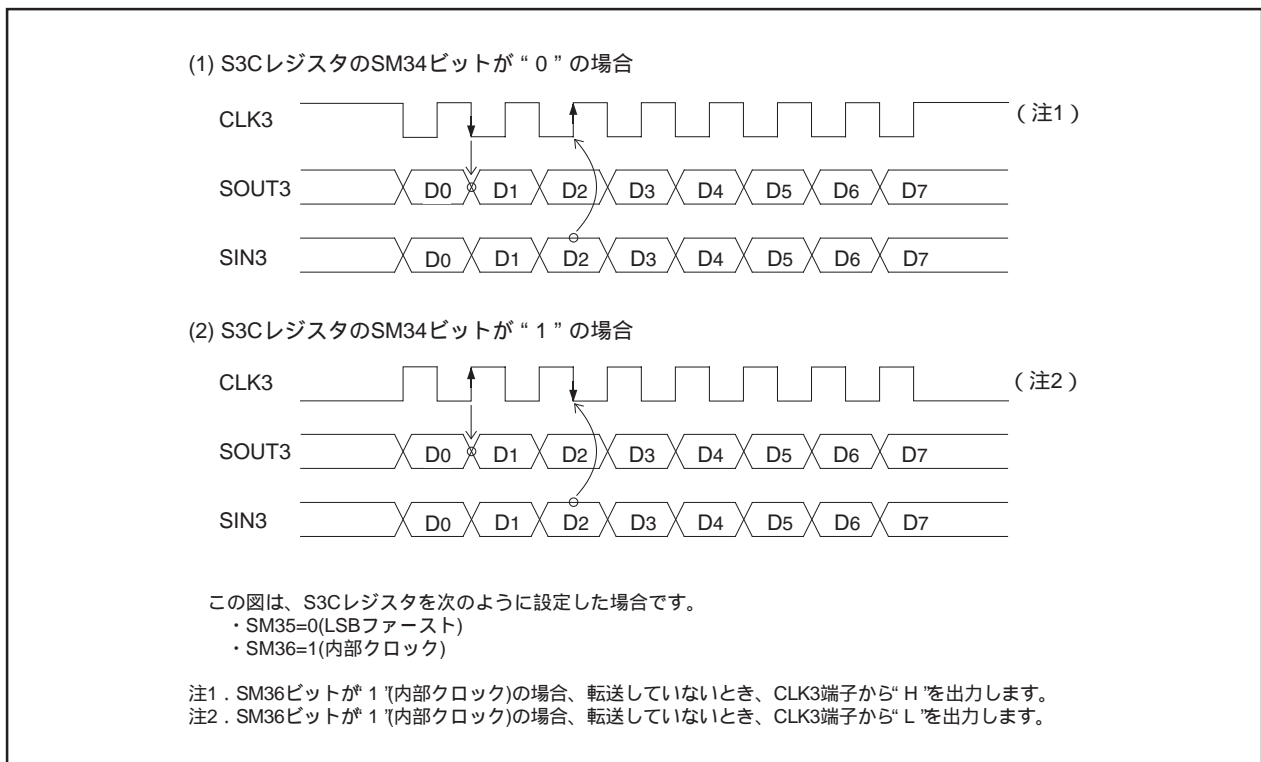 (1) S3CレジスタのSM34ビットが “ 0 ” の場合
CLK3
（注1）
SOUT3 D0 D1 D2 D3 D4 D5 D6 D7
SIN3 D0 D1 D2 D3 D4 D5 D6 D7
(2) S3CレジスタのSM34ビットが “ 1 ” の場合
CLK3
（注2）
SOUT3 D0 D1 D2 D3 D4 D5 D6 D7
SIN3 D0 D1 D2 D3 D4 D5 D6 D7
この図は、S3Cレジスタを次のように設定した場合です。
・SM35=0(LSBファースト)
・SM36=1(内部クロック)
注1．SM36ビットが“ 1 ”(内部クロック)の場合、転送していないとき、CLK3端子から“ H ”を出力します。
注2．SM36ビットが“ 1 ”(内部クロック)の場合、転送していないとき、CLK3端子から“ L ”を出力します。